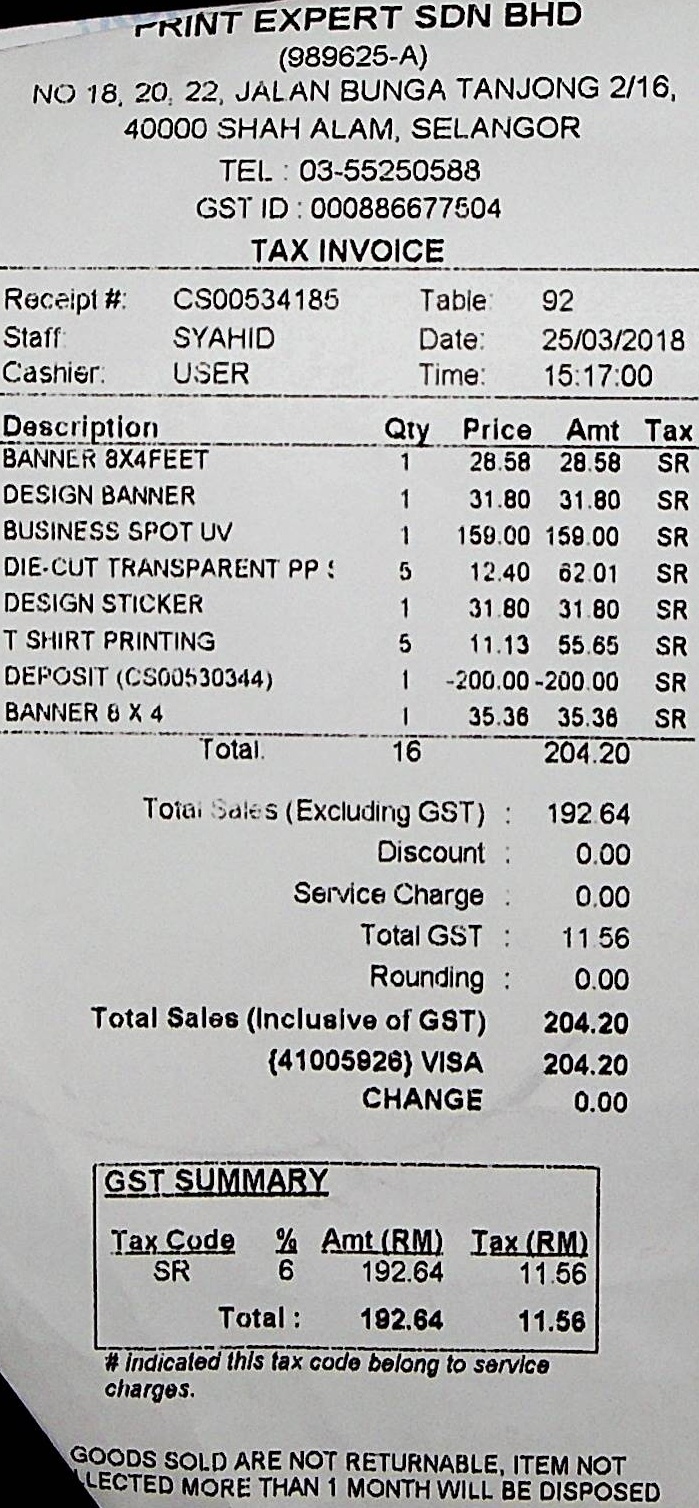 PRINT EXPERT SDN BHD
(989625-A)
NO 18, 20, 22, JALAN BUNGA TANJONG 2/16,
40000 SHAH ALAM, SELANGOR
TEL : 03-55250588
GST ID : 000886677504
TAX INVOICE
Receipt #: CS00534185 Table: 92
Staff: SYAHID Date: 25/03/2018
Cashier: USER Time: 15:17:00
Description Qty Price Amt Tax
BANNER 8X4FEET 1 28.58 28.58 SR
DESIGN BANNER 1 31.80 31.80 SR
BUSINESS SPOT UV 1 159.00 159.00 SR
DIE-CUT TRANSPARENT PP S 5 12.40 62.01 SR
DESIGN STICKER 1 31.80 31.80 SR
T SHIRT PRINTING 5 11.13 55.65 SR
DEPOSIT (CS00530344) 1 -200.00 -200.00 SR
BANNER 8 X 4 1 35.36 35.36 SR
Total. 16 204.20
Total Sales (Excluding GST) : 192.64
Discount : 0.00
Service Charge : 0.00
Total GST : 11.56
Rounding : 0.00
Total Sales (Inclusive of GST) 204.20
{41005926} VISA 204.20
CHANGE 0.00
GST SUMMARY
Tax Code % Amt (RM) Tax (RM)
SR 6 192.64 11.56
Total : 192.64 11.56
# indicated this tax code belong to service
charges.
GOODS SOLD ARE NOT RETURNABLE, ITEM NOT
LLECTED MORE THAN 1 MONTH WILL BE DISPOSED